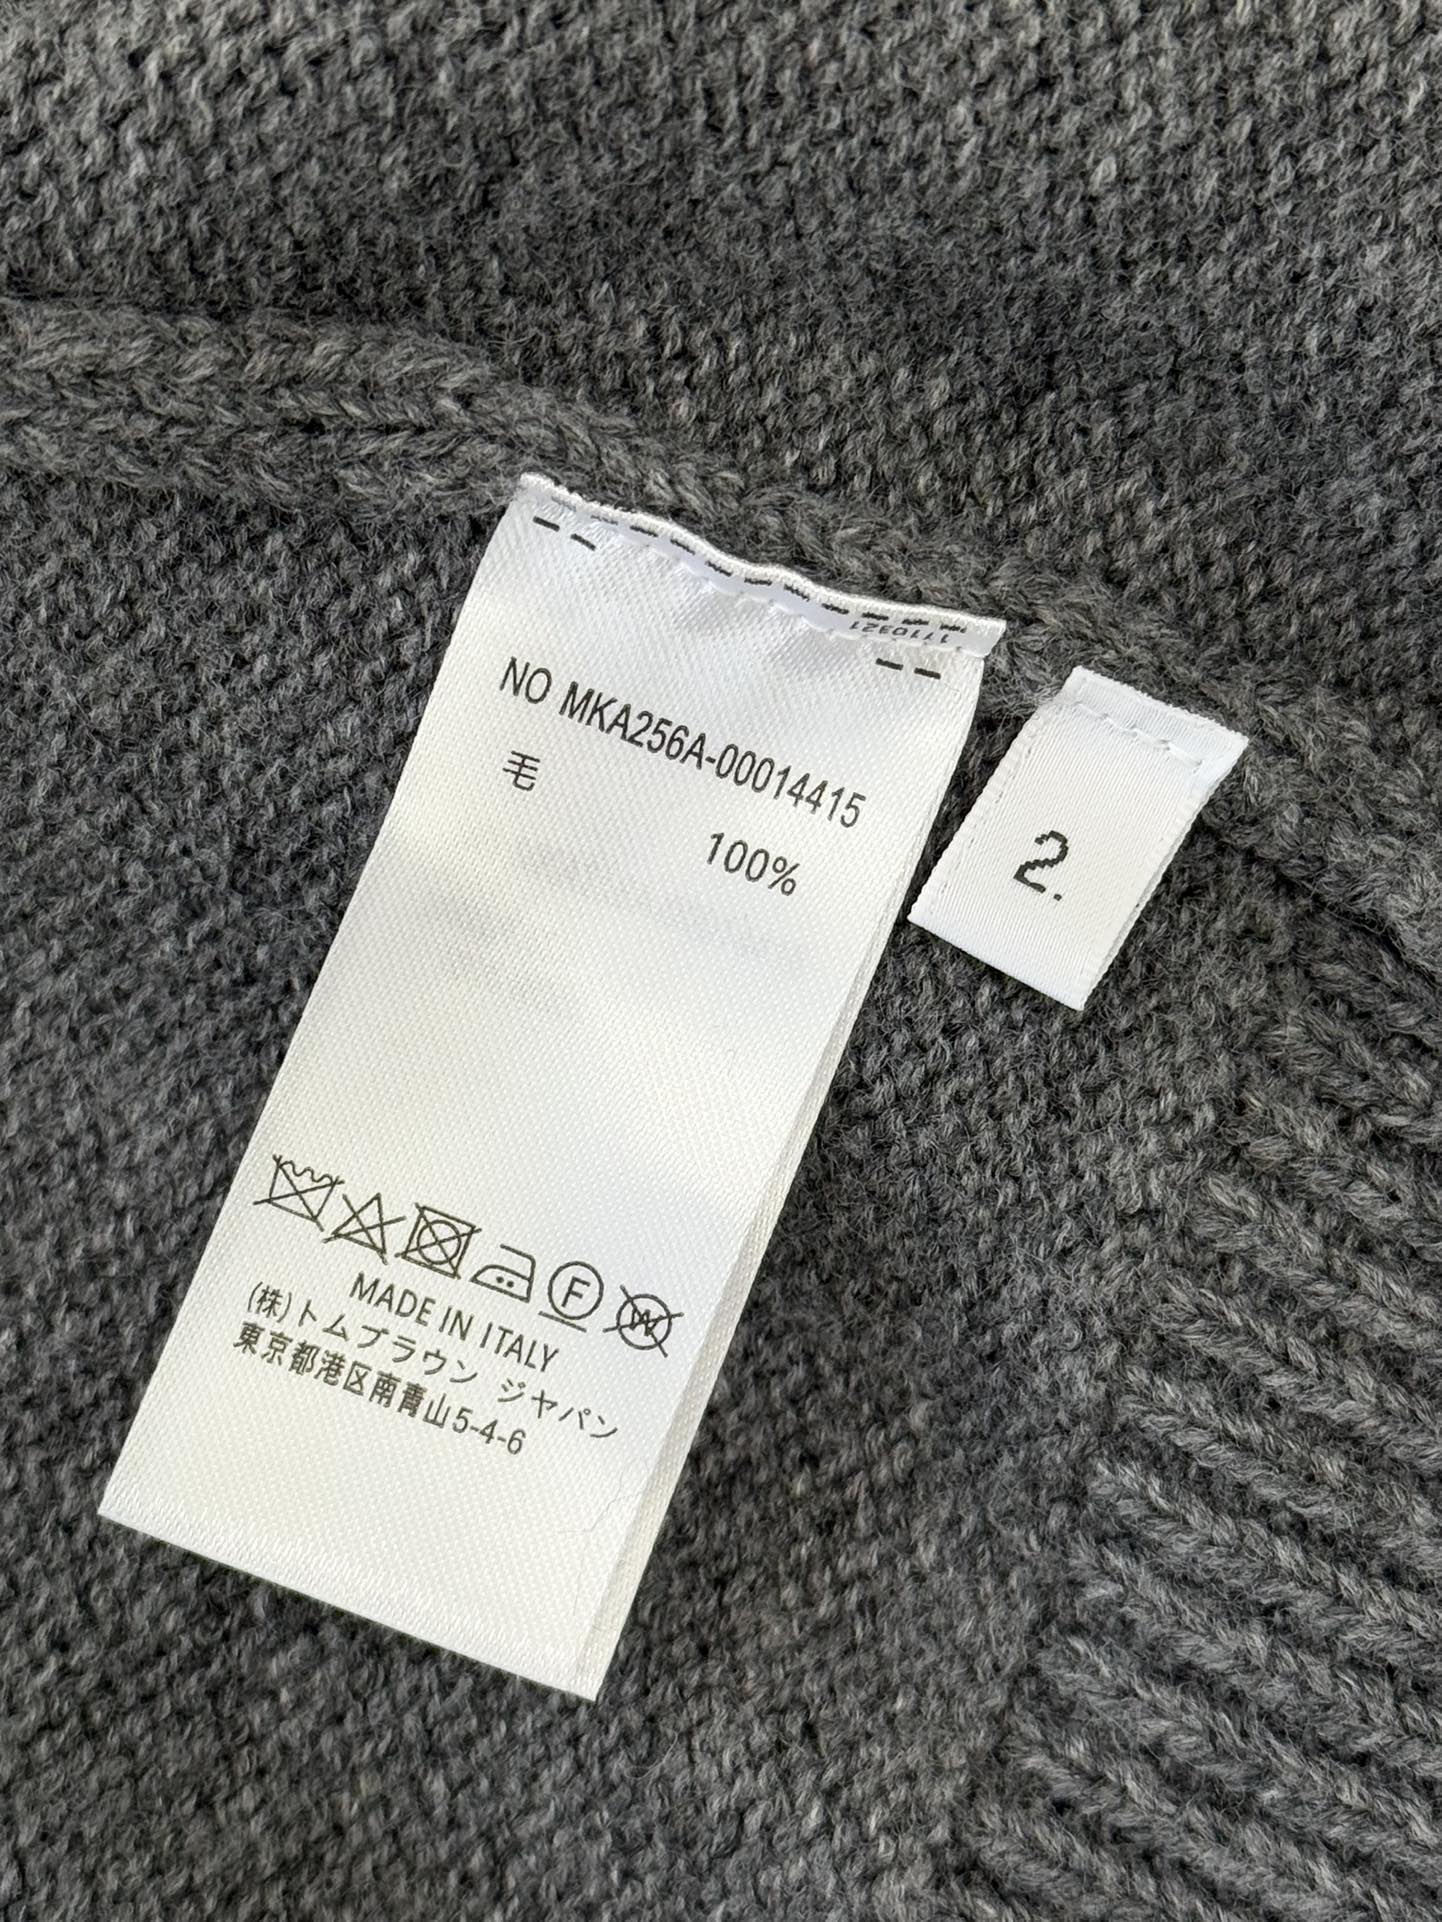 1110321
NO MKA256A-00014415
毛
100%
2.
F
W
MADE IN ITALY
(株)トムブラウン ジャパン
東京都港区南青山5-4-6